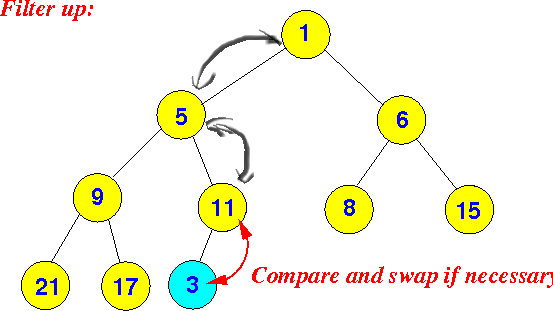 Filter up:
1
5 6
9 11 8 15
21 17 3
Compare and swap if necessary